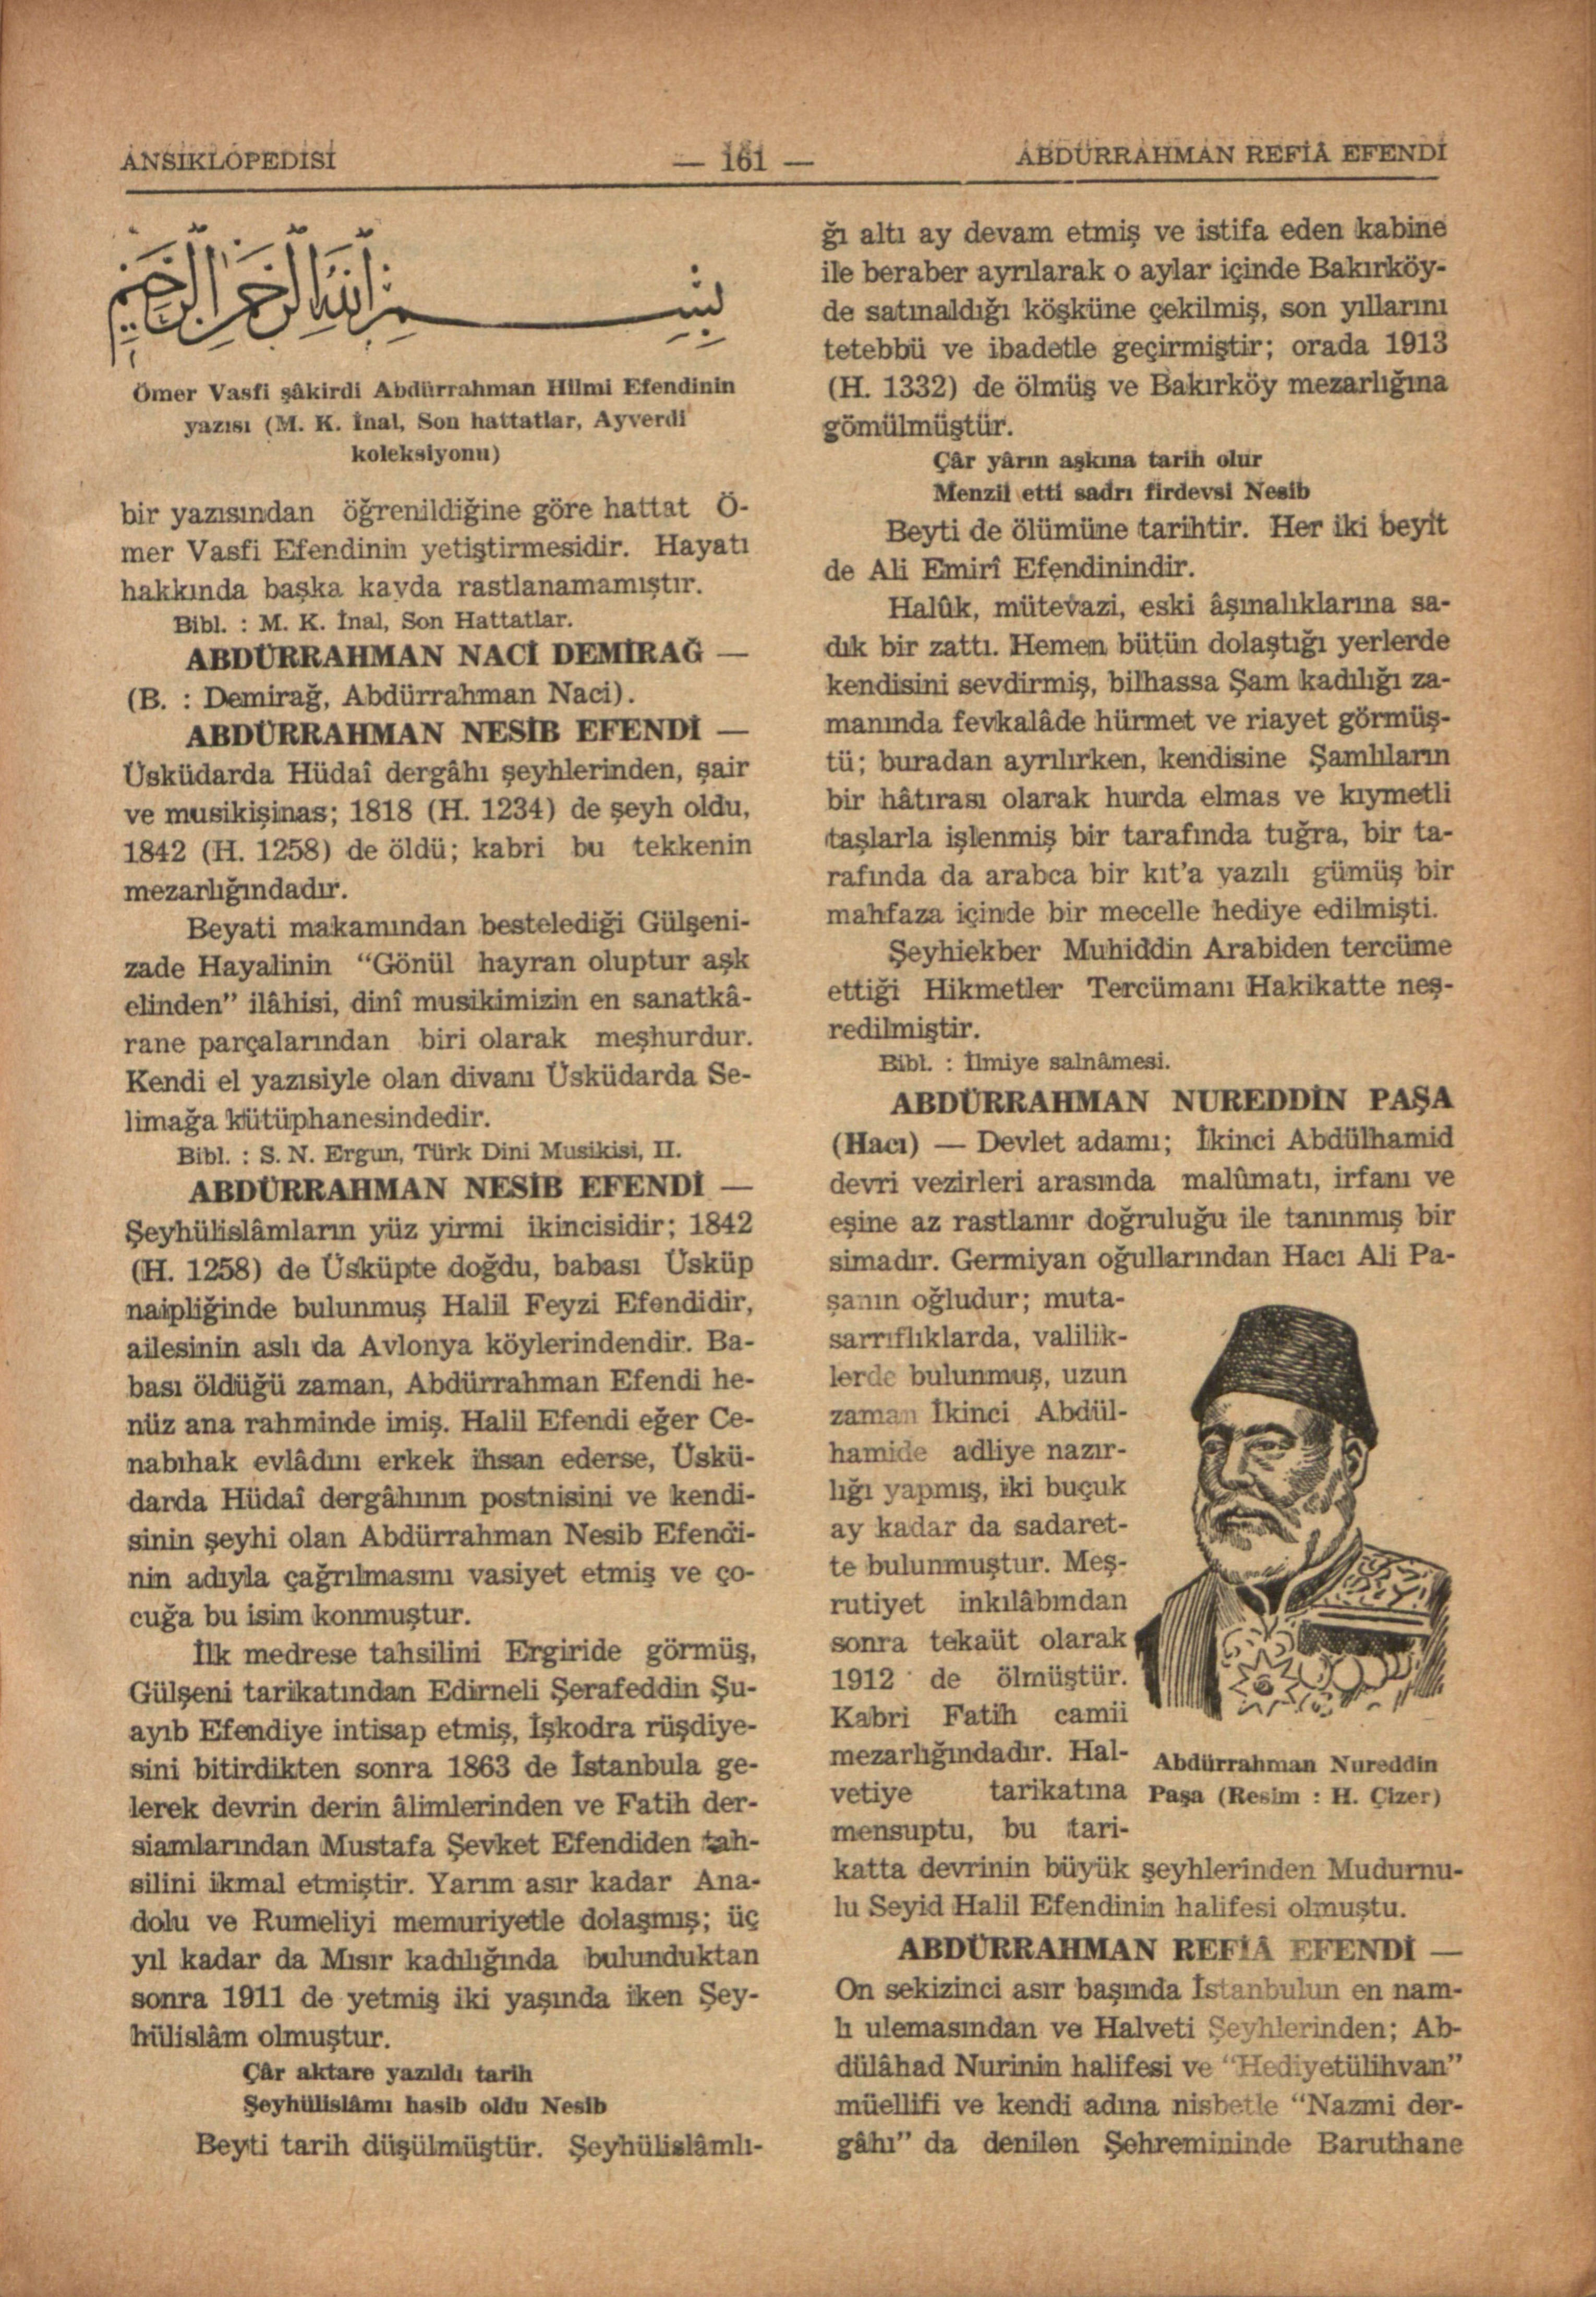 ANSİKLOPEDİSİ
— 161 —
ABDÜRRAHMAN REFİÂ EFENDİ
بسم الله الرحمن الرحيم
Ömer Vasfi şâkirdi Abdürrahman Hilmi Efendinin
yazısı (M. K. İnal, Son hattatlar, Ayverdi
koleksiyonu)
bir yazısından öğrenildiğine göre hattat Ö-
mer Vasfi Efendinin yetiştirmesidir. Hayatı
hakkında başka kayda rastlanamamıştır.
Bibl. : M. K. İnal, Son Hattatlar.
ABDÜRRAHMAN NACİ DEMİRAĞ —
(B. : Demirağ, Abdürrahman Naci).
ABDÜRRAHMAN NESİB EFENDİ —
Üsküdarda Hüdaî dergâhı şeyhlerinden, şair
ve musikişinas; 1818 (H. 1234) de şeyh oldu,
1842 (H. 1258) de öldü; kabri bu tekkenin
mezarlığındadır.
Beyati makamından bestelediği Gülşeni-
zade Hayalinin “Gönül hayran oluptur aşk
elinden” ilâhisi, dinî musikimizin en sanatkâ-
rane parçalarından biri olarak meşhurdur.
Kendi el yazısiyle olan divanı Üsküdarda Se-
limağa kütüphanesindedir.
Bibl. : S. N. Ergun, Türk Dini Musikisi, II.
ABDÜRRAHMAN NESİB EFENDİ —
Şeyhülislâmların yüz yirmi ikincisidir; 1842
(H. 1258) de Üsküpte doğdu, babası Üsküp
naipliğinde bulunmuş Halil Feyzi Efendidir,
ailesinin aslı da Avlonya köylerindendir. Ba-
bası öldüğü zaman, Abdürrahman Efendi he-
nüz ana rahminde imiş. Halil Efendi eğer Ce-
nabıhak evlâdını erkek ihsan ederse, Üskü-
darda Hüdaî dergâhının postnisini ve kendi-
sinin şeyhi olan Abdürrahman Nesib Efendi-
nin adıyla çağrılmasını vasiyet etmiş ve ço-
cuğa bu isim konmuştur.
İlk medrese tahsilini Ergiride görmüş,
Gülşeni tarikatından Edirneli Şerafeddin Şu-
ayıb Efendiye intisap etmiş, İşkodra rüşdiye-
sini bitirdikten sonra 1863 de İstanbula ge-
lerek devrin derin âlimlerinden ve Fatih der-
siamlarından Mustafa Şevket Efendiden tah-
silini ikmal etmiştir. Yarım asır kadar Ana-
dolu ve Rumeliyi memuriyetle dolaşmış; üç
yıl kadar da Mısır kadılığında bulunduktan
sonra 1911 de yetmiş iki yaşında iken Şey-
hülislâm olmuştur.
Çâr aktare yazıldı tarih
Şeyhülislâmı hasib oldu Nesib
Beyti tarih düşülmüştür. Şeyhülislâmlı-
ğı altı ay devam etmiş ve istifa eden kabine
ile beraber ayrılarak o aylar içinde Bakırköy-
de satınaldığı köşküne çekilmiş, son yıllarını
tetebbü ve ibadetle geçirmiştir; orada 1913
(H. 1332) de ölmüş ve Bakırköy mezarlığına
gömülmüştür.
Çâr yârın aşkına tarih olur
Menzil etti sadrı firdevsi Nesib
Beyti de ölümüne tarihtir. Her iki beyit
de Ali Emirî Efendinindir.
Halûk, mütevazi, eski âşınalıklarına sa-
dık bir zattı. Hemen bütün dolaştığı yerlerde
kendisini sevdirmiş, bilhassa Şam kadılığı za-
manında fevkalâde hürmet ve riayet görmüş-
tü; buradan ayrılırken, kendisine Şamlıların
bir hâtırası olarak hurda elmas ve kıymetli
taşlarla işlenmiş bir tarafında tuğra, bir ta-
rafında da arabca bir kıt’a yazılı gümüş bir
mahfaza içinde bir mecelle hediye edilmişti.
Şeyhiekber Muhiddin Arabiden tercüme
ettiği Hikmetler Tercümanı Hakikatte neş-
redilmiştir.
Bibl. : İlmiye salnâmesi.
ABDÜRRAHMAN NUREDDİN PAŞA
(Hacı) — Devlet adamı; İkinci Abdülhamid
devri vezirleri arasında malûmatı, irfanı ve
eşine az rastlanır doğruluğu ile tanınmış bir
simadır. Germiyan oğullarından Hacı Ali Pa-
şanın oğludur; muta-
sarrıflıklarda, valilik-
lerde bulunmuş, uzun
zaman İkinci Abdül-
hamide adliye nazır-
lığı yapmış, iki buçuk
ay kadar da sadaret-
te bulunmuştur. Meş-
rutiyet inkılâbından
sonra tekaüt olarak
1912 de ölmüştür.
Kabri Fatih camii
mezarlığındadır. Hal-
vetiye tarikatına
mensuptu, bu tari-
Abdürrahman Nureddin
Paşa (Resim : H. Çizer)
katta devrinin büyük şeyhlerinden Mudurnu-
lu Seyid Halil Efendinin halifesi olmuştu.
ABDÜRRAHMAN REFİÂ EFENDİ —
On sekizinci asır başında İstanbulun en nam-
lı ulemasından ve Halveti Şeyhlerinden; Ab-
dülâhad Nurinin halifesi ve “Hediyetülihvan”
müellifi ve kendi adına nisbetle “Nazmi der-
gâhı” da denilen Şehremininde Baruthane